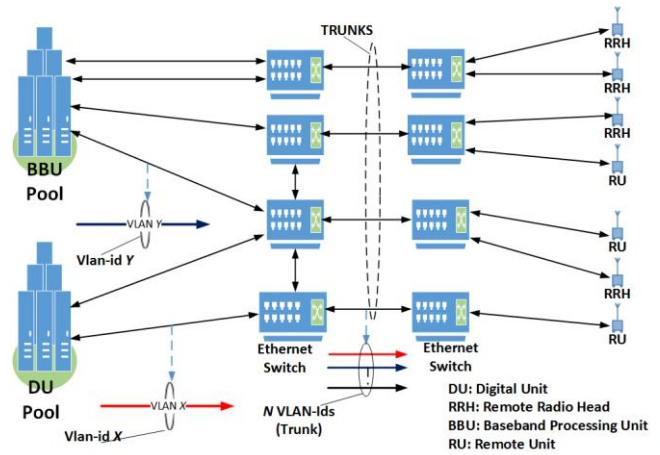 TRUNKS
RRH
RRH
RRH
RU
BBU
Pool
VLAN Y
Vlan-id Y
RU
RRH
RU
Ethernet
Switch
Ethernet
Switch
DU
Pool
VLAN X
Vlan-id X
N VLAN-Ids
(Trunk)
DU: Digital Unit
RRH: Remote Radio Head
BBU: Baseband Processing Unit
RU: Remote Unit